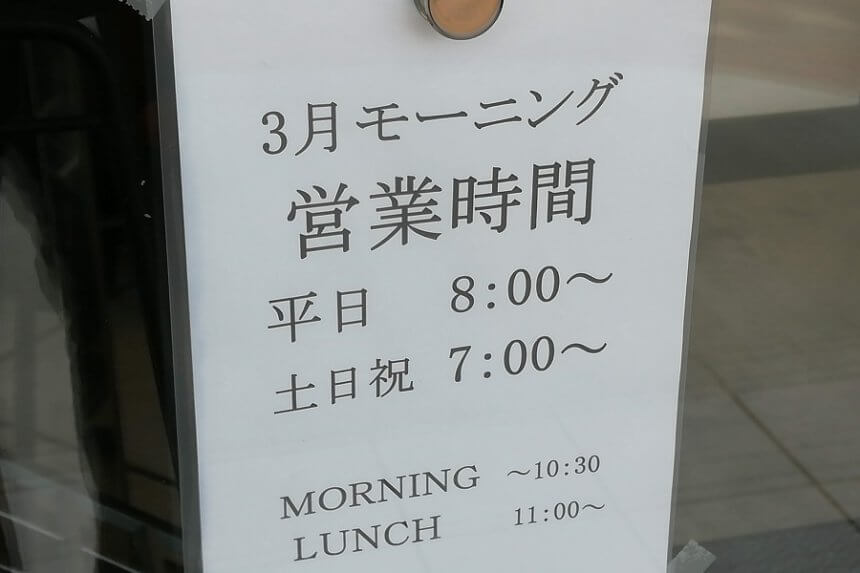 3月モーニング
営業時間
平日 8:00～
土日祝 7:00～
MORNING ～10:30
LUNCH 11:00～